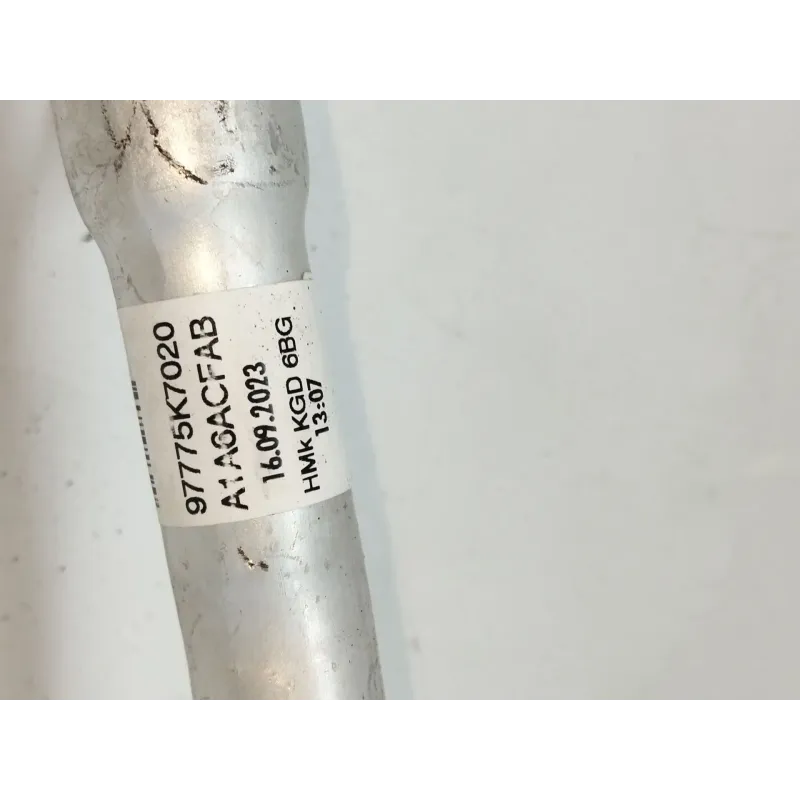 97775K7020
A1A6ACFAB
16.09.2023
HMk KGD 6BG
13:07